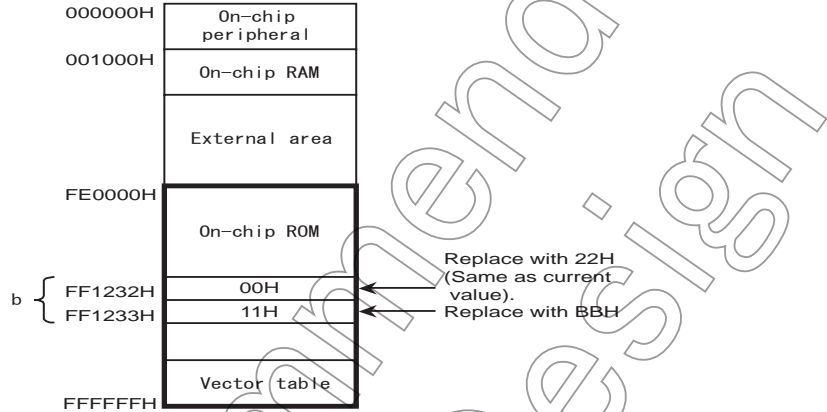 000000H
On-chip
peripheral
001000H
On-chip RAM
External area
FE0000H
On-chip ROM
b
FF1232H
00H
Replace with 22H
(Same as current
value).
FF1233H
11H
Replace with BBH
Vector table
FFFFFFH